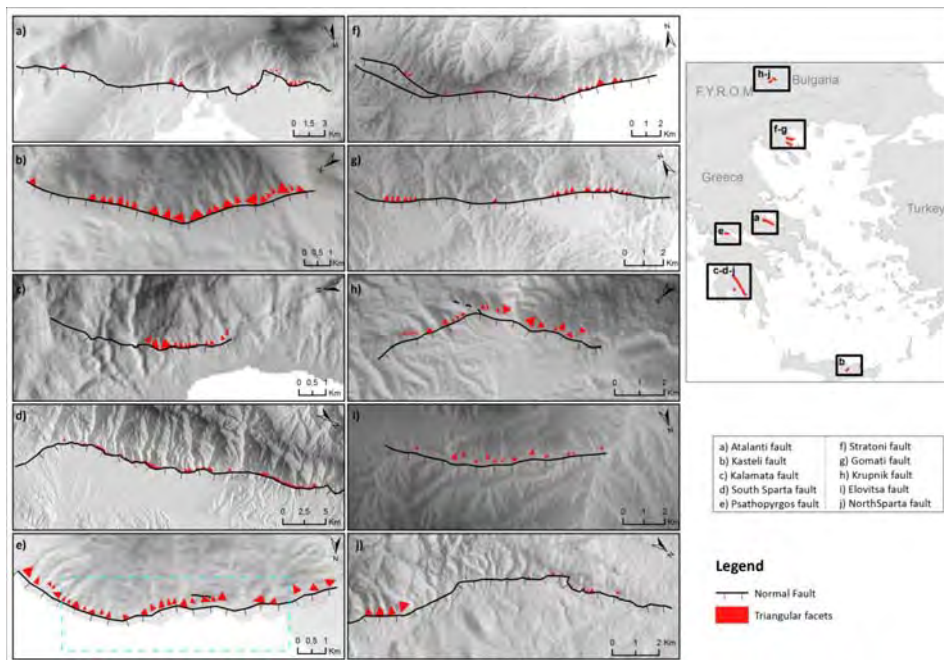 a)
N
0 1.5 3
Km
b)
0 0.5 1
Km
c)
0 0.5 1
Km
d)
0 2.5 5
Km
e)
N
0 0.5 1
Km
f)
N
0 1 2
Km
g)
0 1 2
Km
h)
0 1 2
Km
i)
0 1 2
Km
j)
0 1 2
Km
h-j
Bulgaria
F.Y.R.O.M
f-g
Greece
Turkey
a
e
c-d-j
b
a) Atalanti fault
b) Kasteli fault
c) Kalamata fault
d) South Sparta fault
e) Psathopyrgos fault
f) Stratoni fault
g) Gomati fault
h) Krupnik fault
i) Elovitsa fault
j) NorthSparta fault
Legend
Normal Fault
Triangular facets